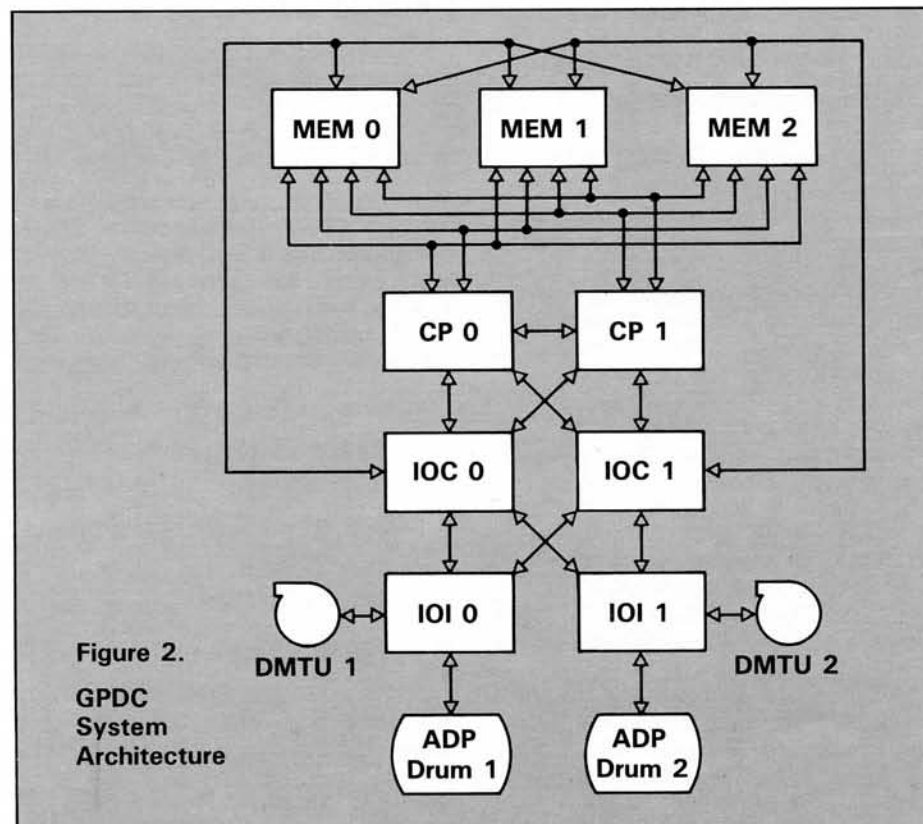 MEM 0
MEM 1
MEM 2
CP 0
CP 1
IOC 0
IOC 1
IOI 0
IOI 1
DMTU 1
DMTU 2
ADP
Drum 1
ADP
Drum 2
Figure 2.
GPDC
System
Architecture